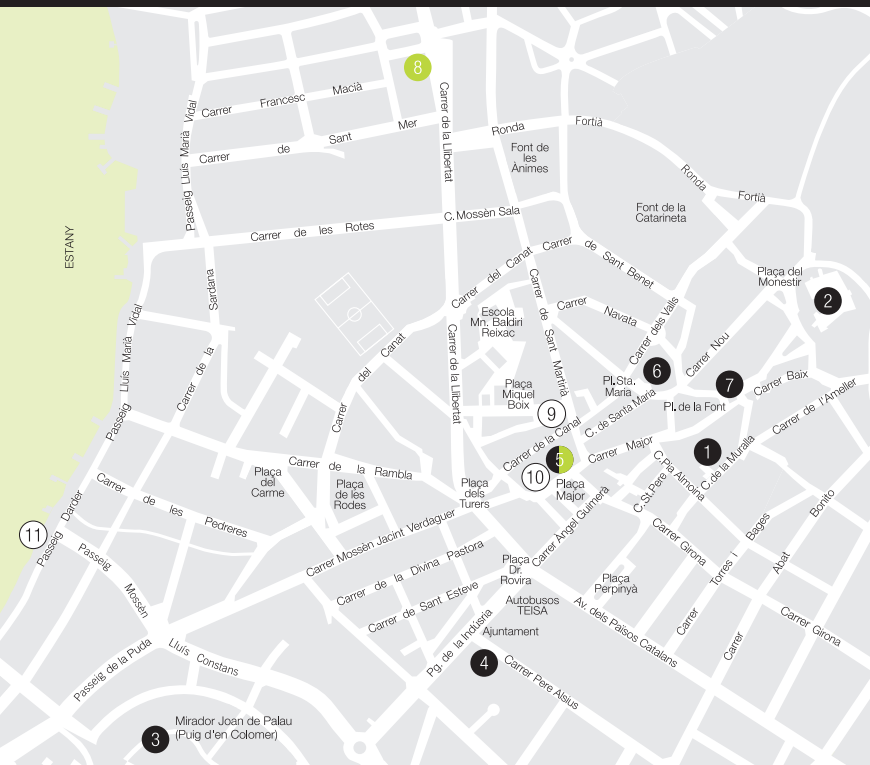 8
Carrer Francesc Macià
Carrer de Sant Mer
Passeig Lluís Marià Vidal
Carrer de la Llibertat
Ronda Fortià
Font de
les
Ànimes
Ronda Fortià
Font de la
Catarineta
ESTANY
C. Mossèn Sala
Carrer de les Rotes
Carrer del Canat
Carrer de Sant Benet
Plaça del
Monestir
2
Carrer de la Sardana
Passeig Lluís Marià Vidal
Escola
Mn. Baldiri
Reixac
Carrer Navata
Carrer de Sant Martirià
Carrer dels Valls
Carrer Nou
Carrer de la Llibertat
Carrer del Canat
6
7
Plaça
Miquel
Boix
Pl. Sta.
Maria
Carrer Baix
Pl. de la Font
Carrer de l'Ameller
9
C. de Santa Maria
Carrer de la Canal
Carrer Major
1
5
10
C. Pia Almoina
C. de la Muralla
Carrer de la Rambla
Plaça
del
Carme
Plaça
de les
Rodes
Plaça
dels
Turers
Plaça
Major
C. St. Pere
Carrer de les Pedreres
Carrer Mossèn Jacint Verdaguer
Carrer Àngel Guimerà
Carrer Girona
Carrer Torres i Bages
Carrer Abat Bonito
11
Passeig Darder
Passeig Mossèn Lluís Constans
Carrer de la Divina Pastora
Plaça
Dr.
Rovira
Plaça
Perpinyà
Carrer de Sant Esteve
Autobusos
TEISA
Av. dels Països Catalans
Carrer Girona
Pg. de la Indústria
Ajuntament
4
Carrer Pere Alsius
Passeig de la Puda
3
Mirador Joan de Palau
(Puig d'en Colomer)